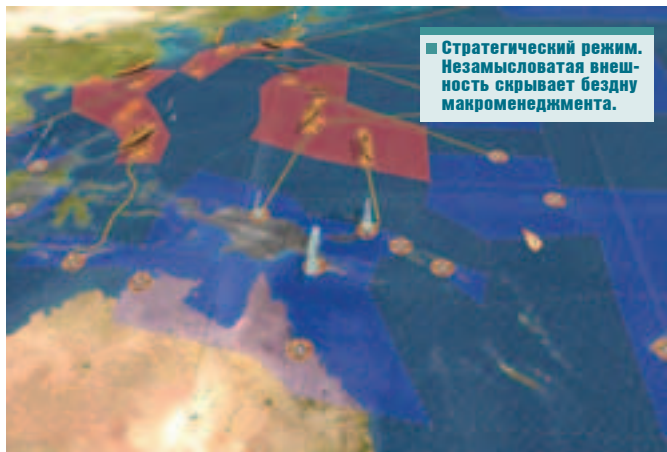 Стратегический режим.
Незамысловатая внеш-
ность скрывает бездну
макроменеджмента.